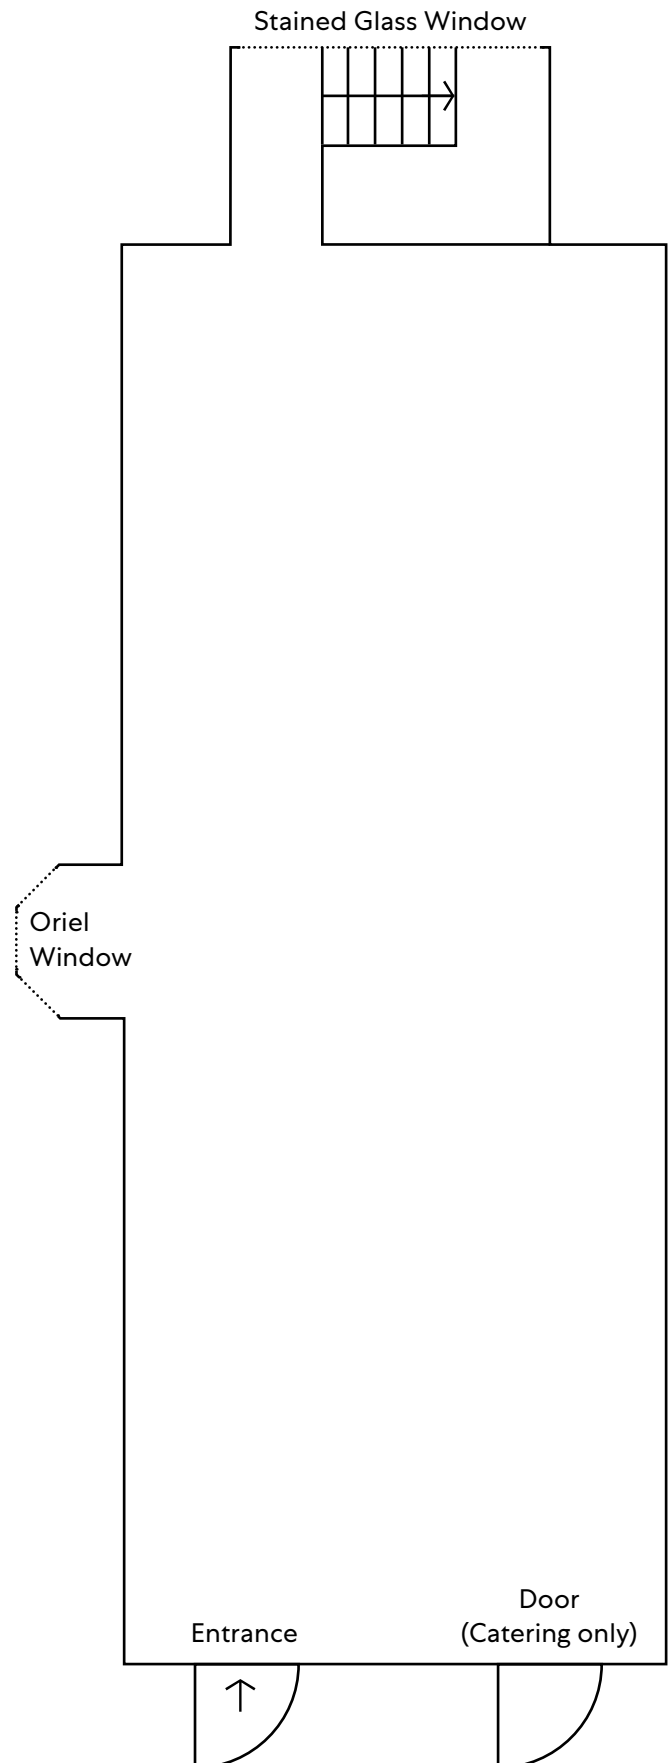 Stained Glass Window
Oriel
Window
Door
Entrance
(Catering only)